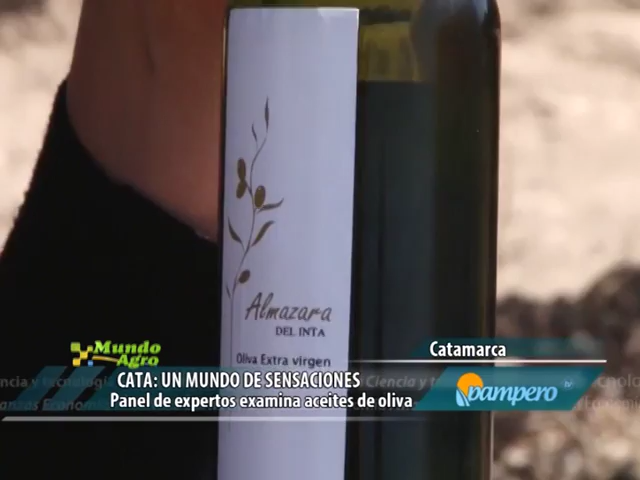 Almazara
DEL INTA
Oliva Extra virgen
Mundo
Agro
Catamarca
CATA: UN MUNDO DE SENSACIONES
Panel de expertos examina aceites de oliva
pampero
Ciencia y